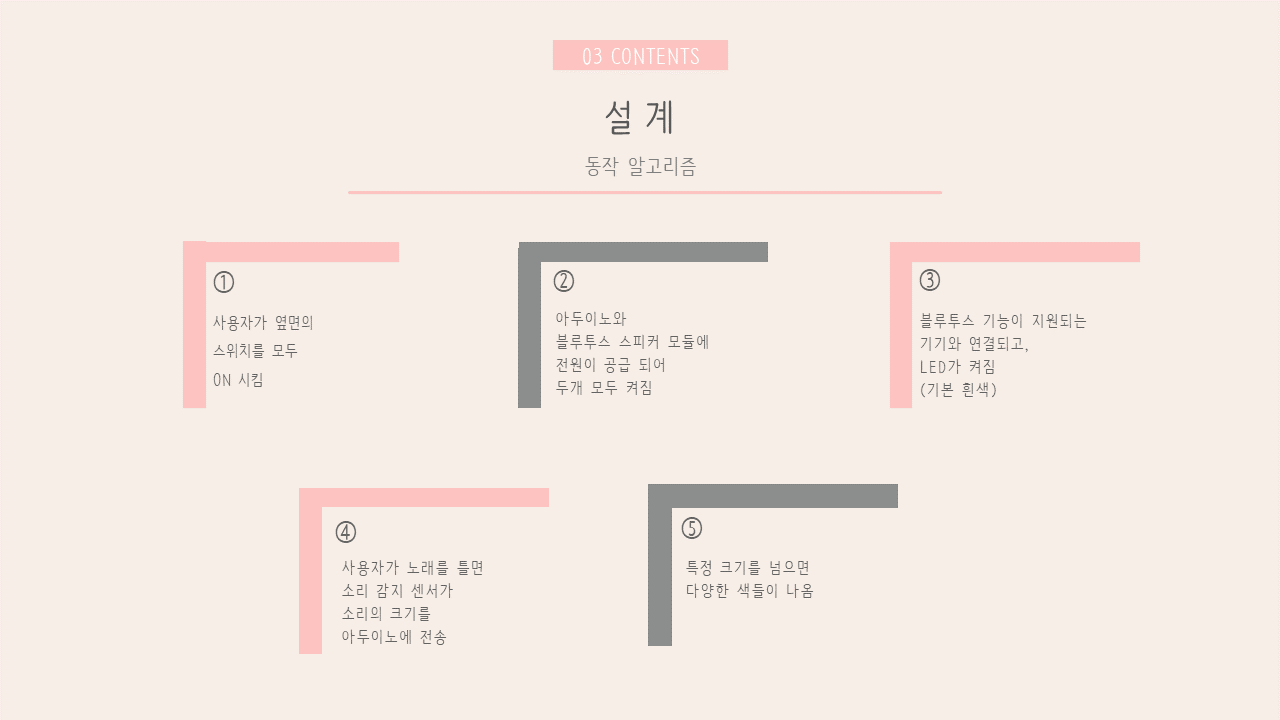 03 CONTENTS
설 계
동작 알고리즘
①
사용자가 옆면의
스위치를 모두
ON 시킴
②
아두이노와
블루투스 스피커 모듈에
전원이 공급 되어
두개 모두 켜짐
③
블루투스 기능이 지원되는
기기와 연결되고,
LED가 켜짐
(기본 흰색)
④
사용자가 노래를 틀면
소리 감지 센서가
소리의 크기를
아두이노에 전송
⑤
특정 크기를 넘으면
다양한 색들이 나옴